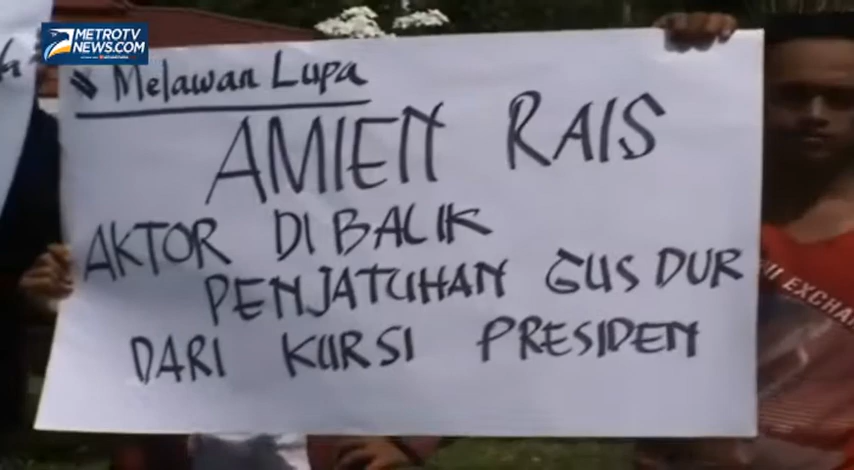 METROTV
NEWS.COM
Melawan Lupa
AMIEN RAIS
AKTOR DI BALIK
PENJATUHAN GUS DUR
DARI KURSI PRESIDEN